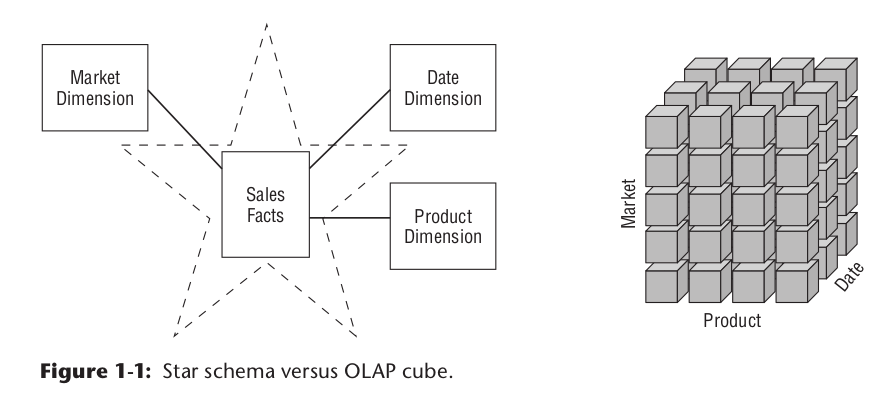 Market
Dimension
Date
Dimension
Sales
Facts
Product
Dimension
Market
Date
Product
Figure 1-1: Star schema versus OLAP cube.